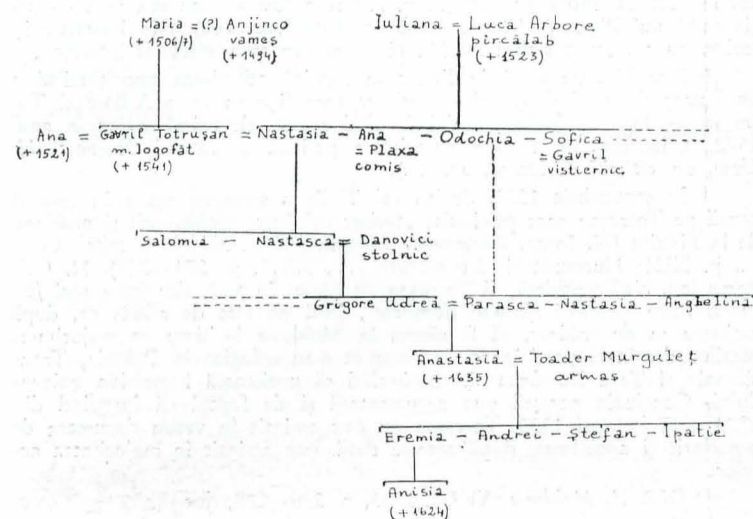 Maria = (?) Anjinco Iuliana = Luca Arbore
(+1506/7) vameș pîrcălab
(+1494) (+1523)
Ana = Gavril Totrușan = Nastasia - Ana - Odochia - Sofica
(+1521) m. logofăt = Plaxa = Gavril
(+1541) comis vistiernic
Salomia - Nastasca = Danovici
stolnic
Grigore Udrea = Parasca - Nastasia - Anghelina
Anastasia = Toader Murguleț
(+1635) armaș
Eremia - Andrei - Ștefan - Ipatie
Anisia
(+1624)